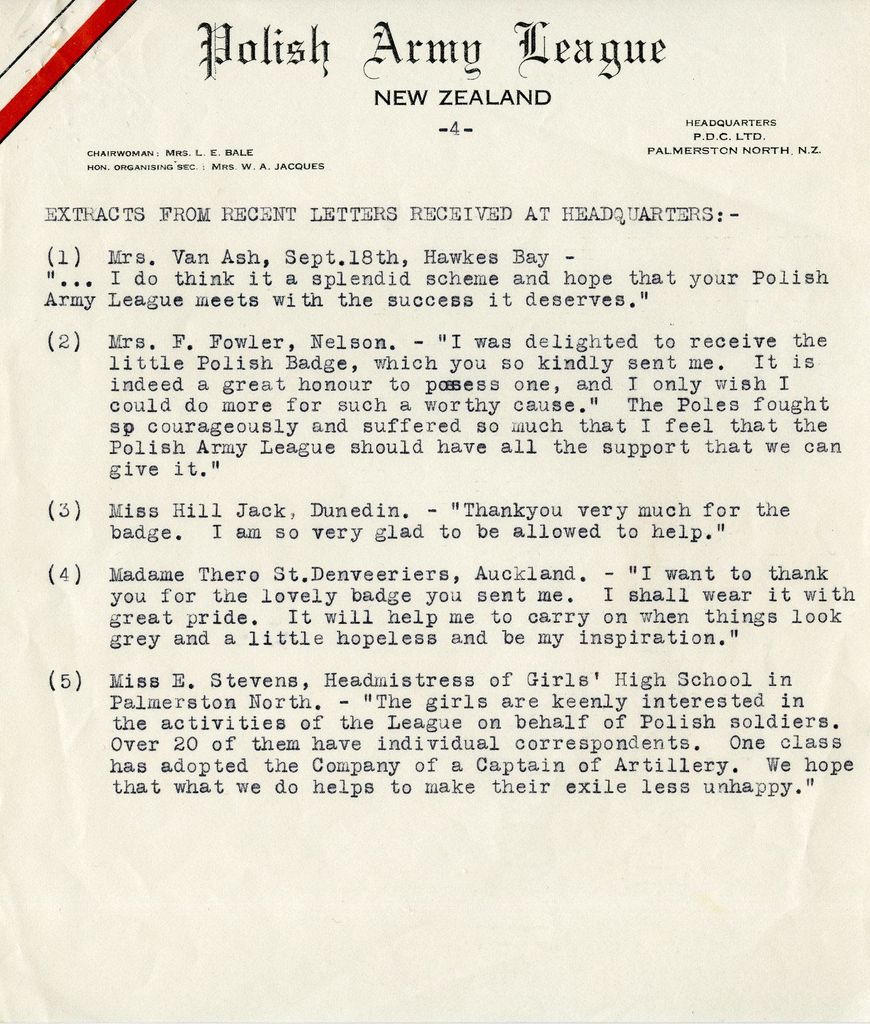 Polish Army League
NEW ZEALAND
-4-
HEADQUARTERS
P.D.C. LTD.
PALMERSTON NORTH, N.Z.
CHAIRWOMAN: MRS. L. E. BALE
HON. ORGANISING SEC.: MRS. W. A. JACQUES
EXTRACTS FROM RECENT LETTERS RECEIVED AT HEADQUARTERS:-
(1) Mrs. Van Ash, Sept.18th, Hawkes Bay -
"... I do think it a splendid scheme and hope that your Polish
Army League meets with the success it deserves."
(2) Mrs. F. Fowler, Nelson. - "I was delighted to receive the
little Polish Badge, which you so kindly sent me. It is
indeed a great honour to possess one, and I only wish I
could do more for such a worthy cause." The Poles fought
sp courageously and suffered so much that I feel that the
Polish Army League should have all the support that we can
give it."
(3) Miss Hill Jack, Dunedin. - "Thankyou very much for the
badge. I am so very glad to be allowed to help."
(4) Madame Thero St.Denveeriers, Auckland. - "I want to thank
you for the lovely badge you sent me. I shall wear it with
great pride. It will help me to carry on when things look
grey and a little hopeless and be my inspiration."
(5) Miss E. Stevens, Headmistress of Girls' High School in
Palmerston North. - "The girls are keenly interested in
the activities of the League on behalf of Polish soldiers.
Over 20 of them have individual correspondents. One class
has adopted the Company of a Captain of Artillery. We hope
that what we do helps to make their exile less unhappy."